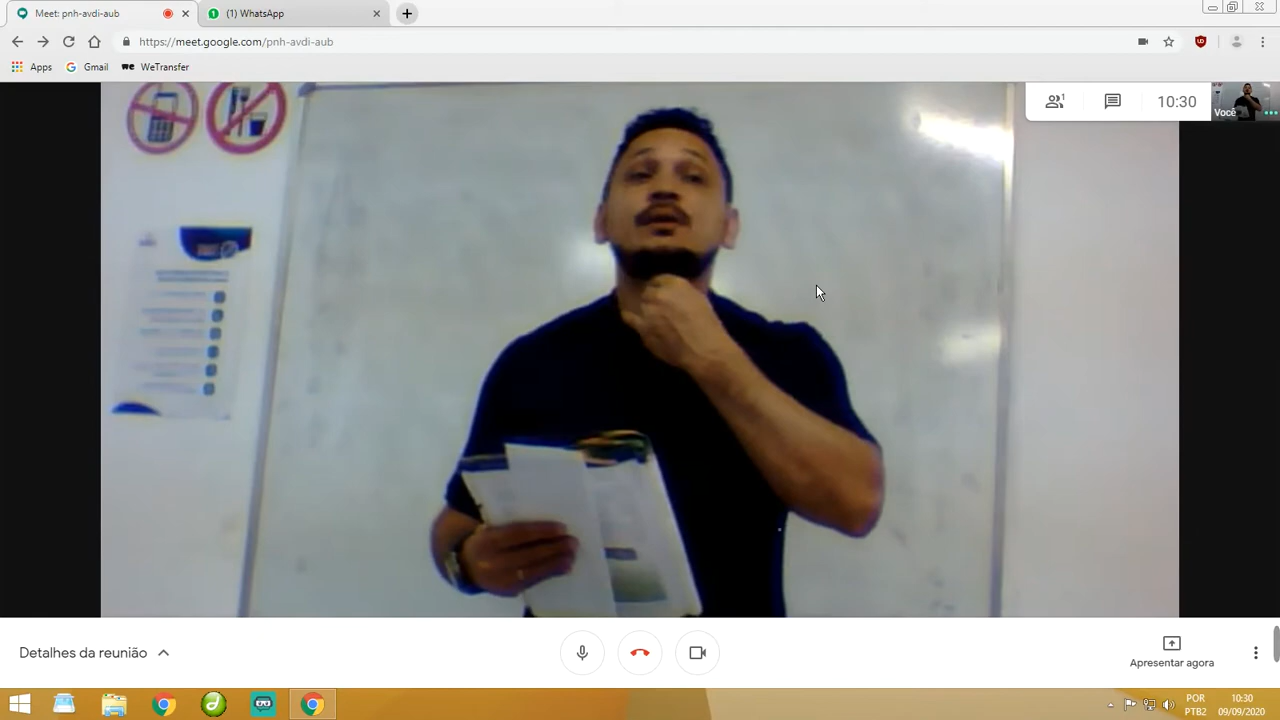 Meet: pnh-avdi-aub
(1) WhatsApp
https://meet.google.com/pnh-avdi-aub
Apps
Gmail
WeTransfer
1
10:30
Você
Detalhes da reunião
Apresentar agora
POR
PTB2
10:30
09/09/2020